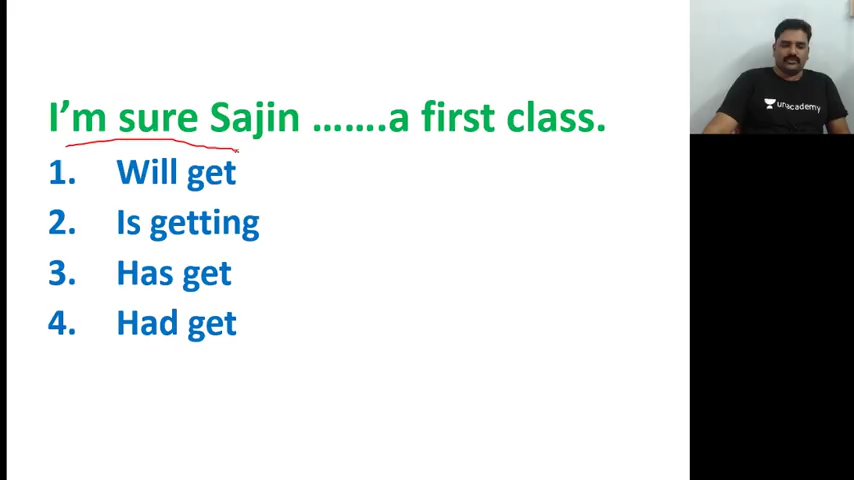 I'm sure Sajin .......a first class.
1. Will get
2. Is getting
3. Has get
4. Had get
unacademy